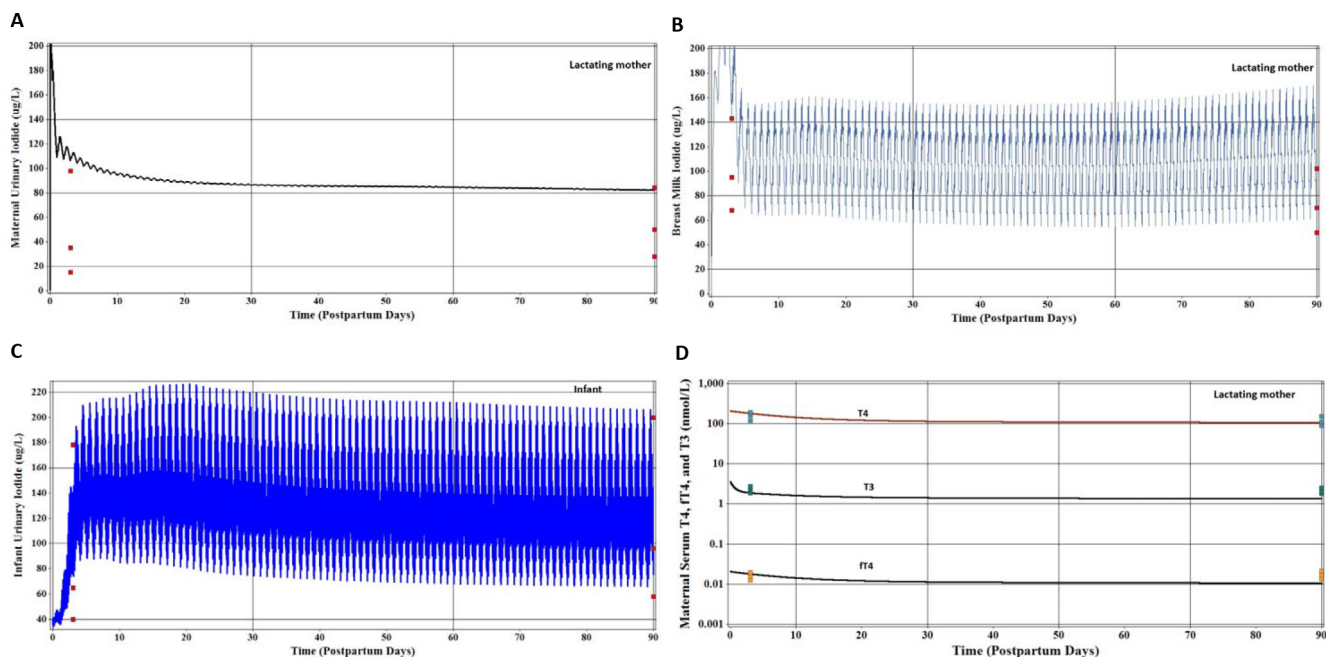 A
Maternal Urinary Iodide (ug/L)
200
180
160
140
120
100
80
60
40
20
0
Lactating mother
0 10 20 30 40 50 60 70 80 90
Time (Postpartum Days)
B
Breast Milk Iodide (ug/L)
200
180
160
140
120
100
80
60
40
20
0
Lactating mother
0 10 20 30 40 50 60 70 80 90
Time (Postpartum Days)
C
Infant Urinary Iodide (ug/L)
220
200
180
160
140
120
100
80
60
40
Infant
0 10 20 30 40 50 60 70 80 90
Time (Postpartum Days)
D
Maternal Serum T4, fT4, and T3 (nmol/L)
1,000
100
10
1
0.1
0.01
0.001
Lactating mother
T4
T3
fT4
0 10 20 30 40 50 60 70 80 90
Time (Postpartum Days)